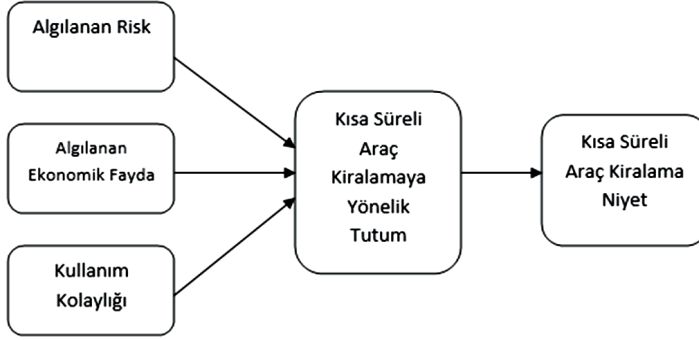 Algılanan Risk
Algılanan
Ekonomik Fayda
Kullanım
Kolaylığı
Kısa Süreli
Araç
Kiralamaya
Yönelik
Tutum
Kısa Süreli
Araç Kiralama
Niyet